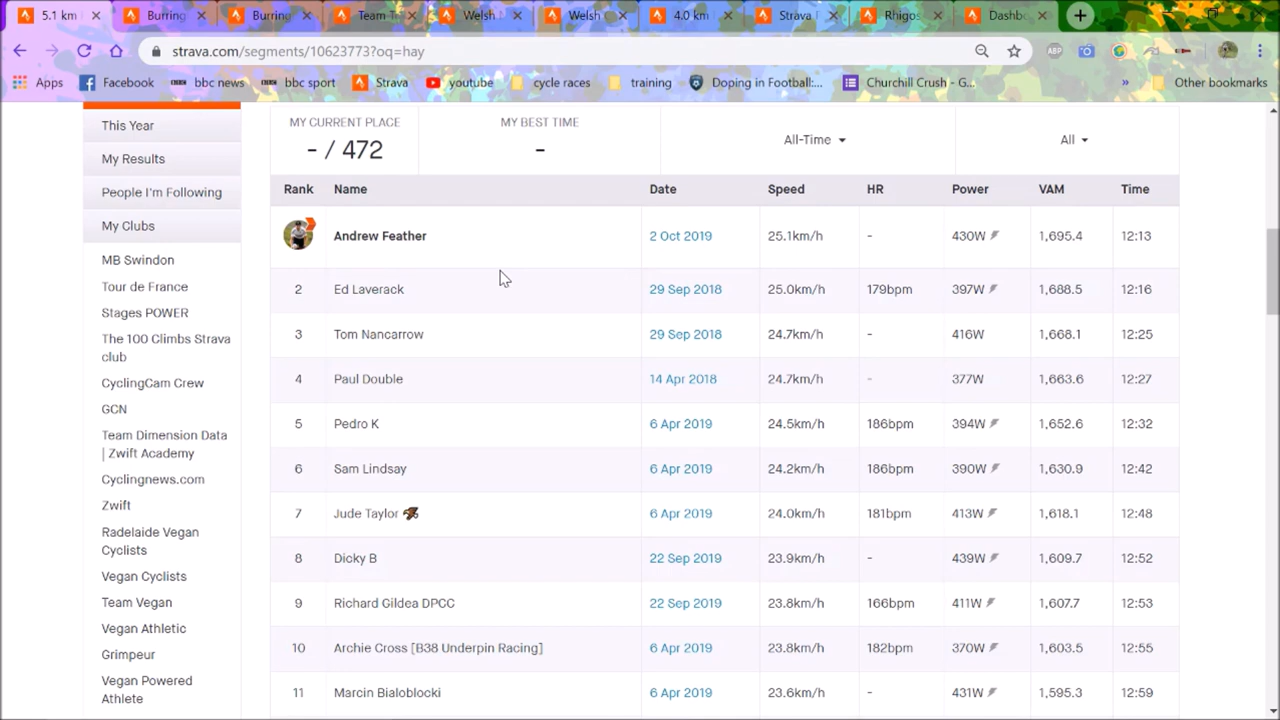 5.1 km
Burring
Burring
Team T
Welsh
Welsh C
4.0 km
Strava
Rhigos
Dashbo
strava.com/segments/10623773?oq=hay
ABP
Apps
Facebook
bbc news
bbc sport
Strava
youtube
cycle races
training
Doping in Football:...
Churchill Crush - G...
»
Other bookmarks
This Year
My Results
People I'm Following
My Clubs
MB Swindon
Tour de France
Stages POWER
The 100 Climbs Strava
club
CyclingCam Crew
GCN
Team Dimension Data
| Zwift Academy
Cyclingnews.com
Zwift
Radelaide Vegan
Cyclists
Vegan Cyclists
Team Vegan
Vegan Athletic
Grimpeur
Vegan Powered
Athlete
MY CURRENT PLACE
- / 472
MY BEST TIME
-
All-Time
All
Rank Name Date Speed HR Power VAM Time
Andrew Feather 2 Oct 2019 25.1km/h - 430W 1,695.4 12:13
2 Ed Laverack 29 Sep 2018 25.0km/h 179bpm 397W 1,688.5 12:16
3 Tom Nancarrow 29 Sep 2018 24.7km/h - 416W 1,668.1 12:25
4 Paul Double 14 Apr 2018 24.7km/h - 377W 1,663.6 12:27
5 Pedro K 6 Apr 2019 24.5km/h 186bpm 394W 1,652.6 12:32
6 Sam Lindsay 6 Apr 2019 24.2km/h 186bpm 390W 1,630.9 12:42
7 Jude Taylor 6 Apr 2019 24.0km/h 181bpm 413W 1,618.1 12:48
8 Dicky B 22 Sep 2019 23.9km/h - 439W 1,609.7 12:52
9 Richard Gildea DPCC 22 Sep 2019 23.8km/h 166bpm 411W 1,607.7 12:53
10 Archie Cross [B38 Underpin Racing] 6 Apr 2019 23.8km/h 182bpm 370W 1,603.5 12:55
11 Marcin Bialoblocki 6 Apr 2019 23.6km/h - 431W 1,595.3 12:59